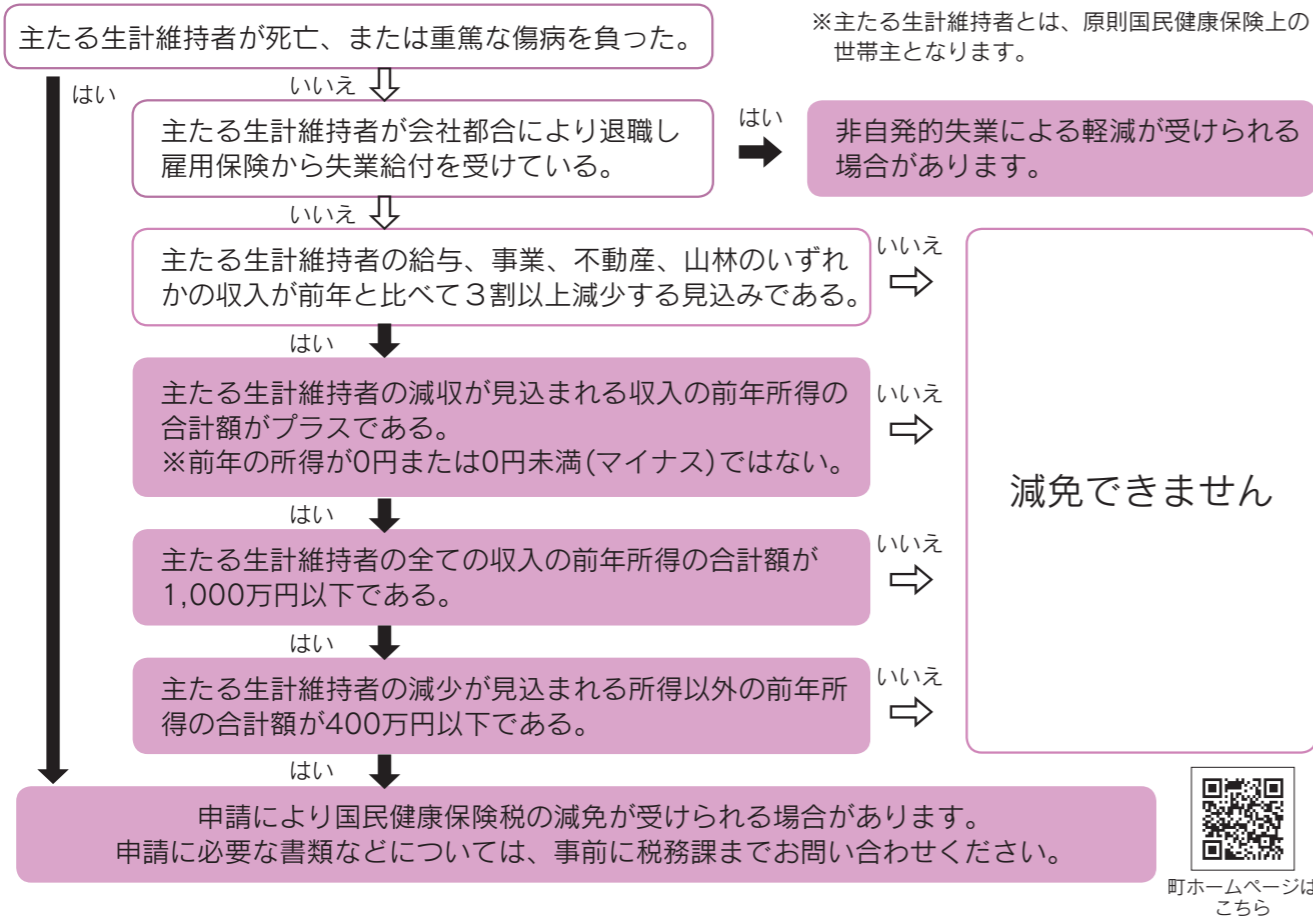 主たる生計維持者が死亡、または重篤な傷病を負った。
※主たる生計維持者とは、原則国民健康保険上の
世帯主となります。
はい
いいえ
主たる生計維持者が会社都合により退職し
雇用保険から失業給付を受けている。
はい
非自発的失業による軽減が受けられる
場合があります。
いいえ
主たる生計維持者の給与、事業、不動産、山林のいずれ
かの収入が前年と比べて３割以上減少する見込みである。
いいえ
はい
主たる生計維持者の減収が見込まれる収入の前年所得の
合計額がプラスである。
※前年の所得が0円または0円未満(マイナス)ではない。
いいえ
減免できません
はい
主たる生計維持者の全ての収入の前年所得の合計額が
1,000万円以下である。
いいえ
はい
主たる生計維持者の減少が見込まれる所得以外の前年所
得の合計額が400万円以下である。
いいえ
はい
申請により国民健康保険税の減免が受けられる場合があります。
申請に必要な書類などについては、事前に税務課までお問い合わせください。
町ホームページは
こちら